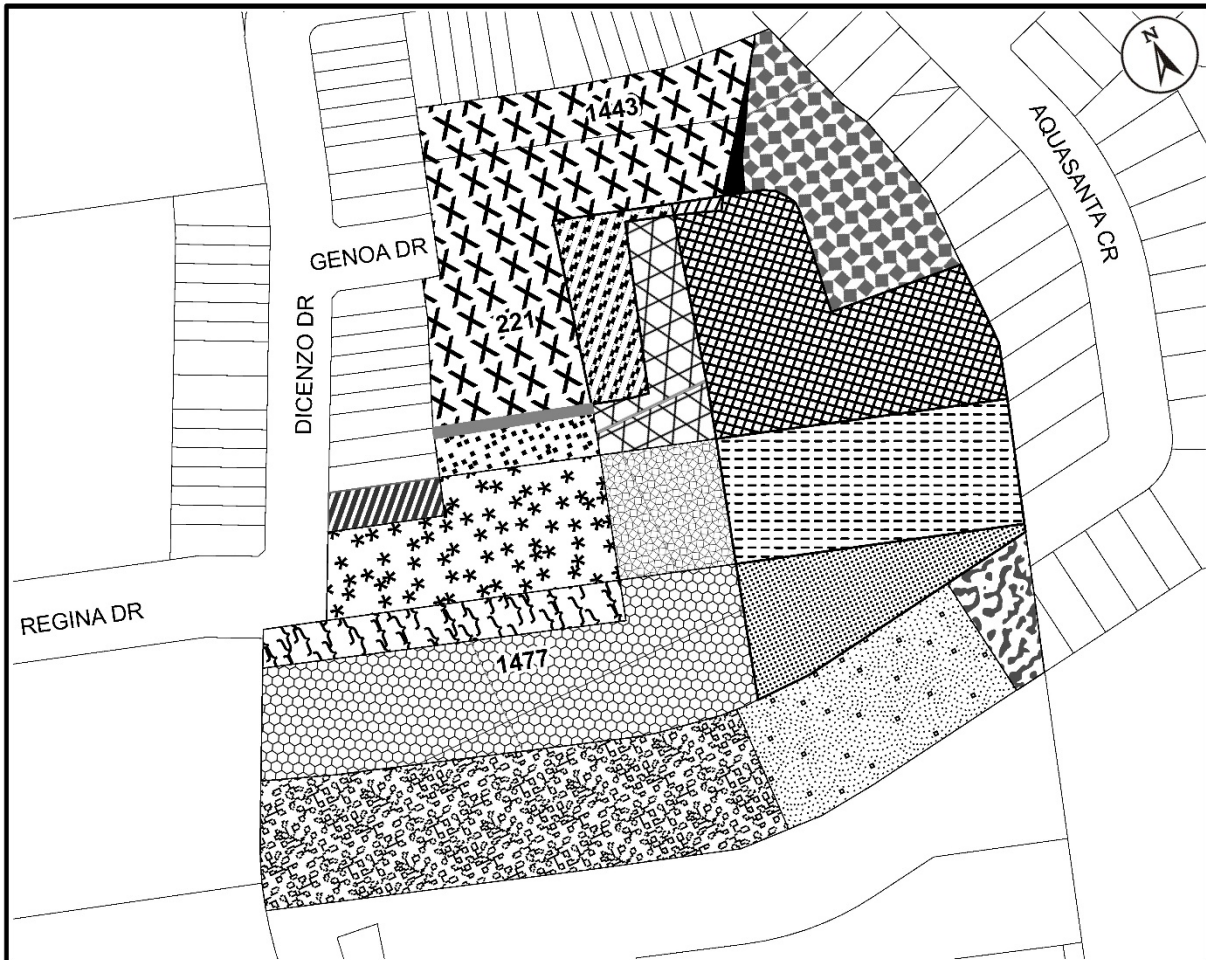 N
1443
AQUASANTA CR
GENOA DR
DICENZO DR
221
REGINA DR
1477